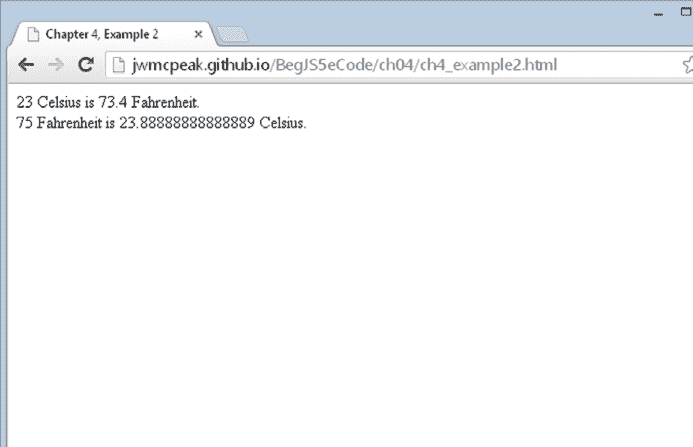 Chapter 4, Example 2
jwmcpeak.github.io/BegJS5eCode/ch04/ch4_example2.html
23 Celsius is 73.4 Fahrenheit.
75 Fahrenheit is 23.88888888888889 Celsius.